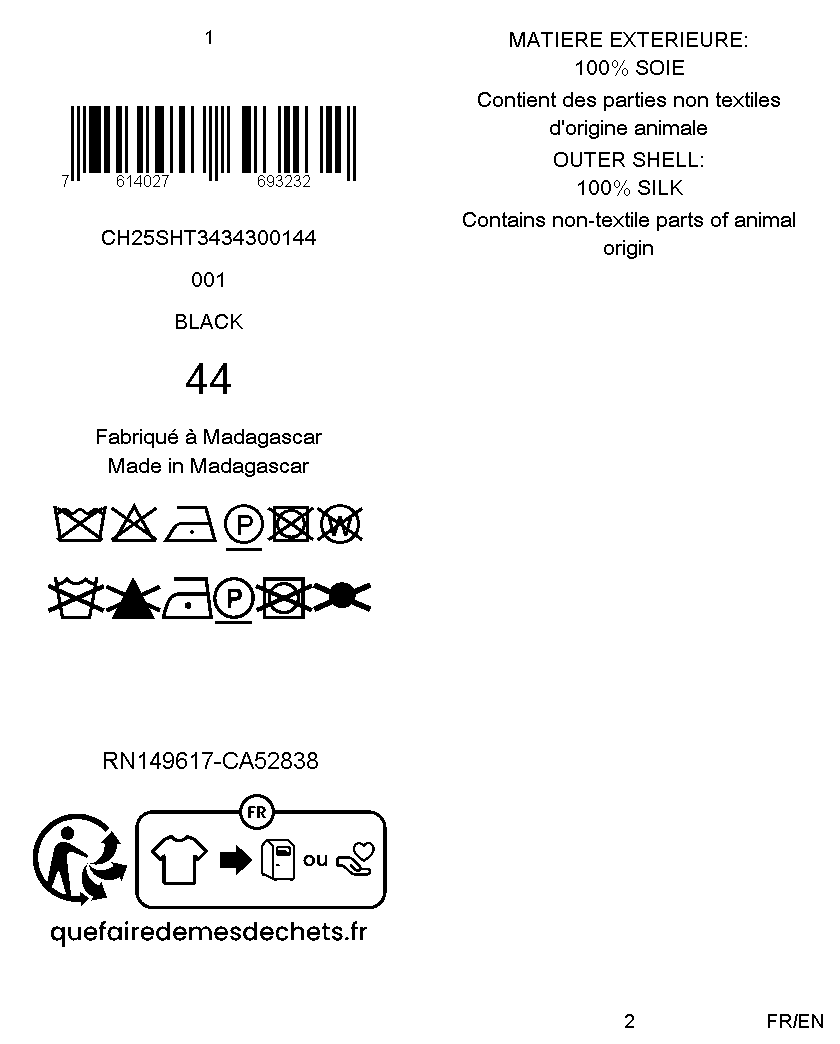 1
7 614027 693232
CH25SHT3434300144
001
BLACK
44
Fabriqué à Madagascar
Made in Madagascar
P W
P
RN149617-CA52838
FR
ou
quefairedemesdechets.fr
MATIERE EXTERIEURE:
100% SOIE
Contient des parties non textiles
d'origine animale
OUTER SHELL:
100% SILK
Contains non-textile parts of animal
origin
2
FR/EN